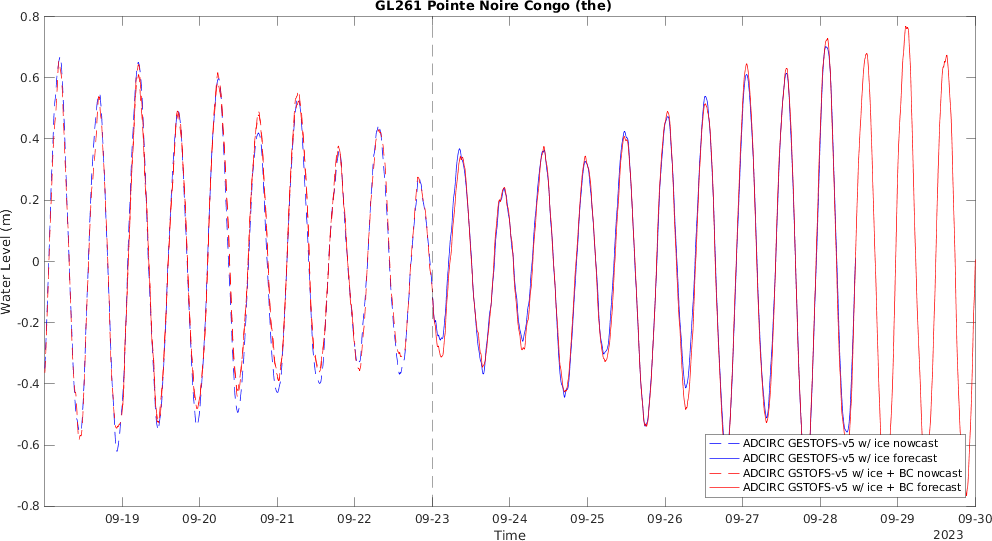 GL261 Pointe Noire Congo (the)
0.8
0.6
0.4
0.2
0
-0.2
-0.4
-0.6
-0.8
Water Level (m)
ADCIRC GESTOFS-v5 w/ ice nowcast
ADCIRC GESTOFS-v5 w/ ice forecast
ADCIRC GSTOFS-v5 w/ ice + BC nowcast
ADCIRC GSTOFS-v5 w/ ice + BC forecast
09-19 09-20 09-21 09-22 09-23 09-24 09-25 09-26 09-27 09-28 09-29 09-30
Time
2023